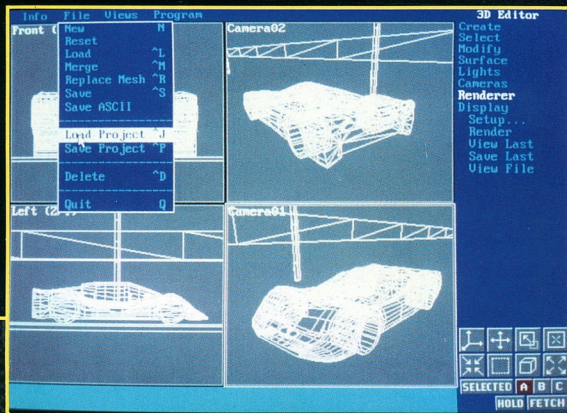 Info File Views Program
3D Editor
Front (
New N
Reset
Load ^L
Merge ^M
Replace Mesh ^R
Save ^S
Save ASCII
Load Project ^J
Save Project ^P
Delete ^D
Quit Q
Camera02
Left (
Camera01
Create
Select
Modify
Surface
Lights
Cameras
Renderer
Display
Setup...
Render
View Last
Save Last
View File
SELECTED A B C
HOLD FETCH